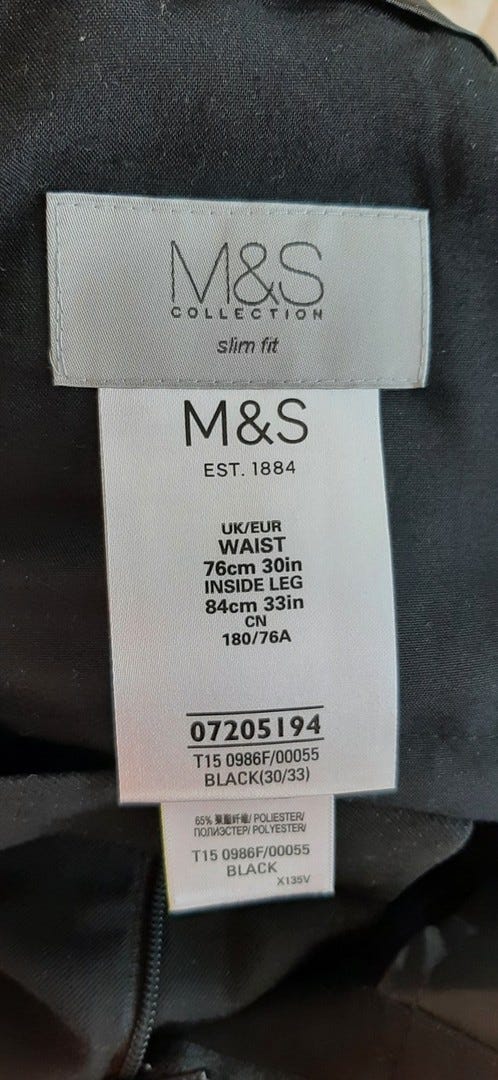 M&S
COLLECTION
slim fit
M&S
EST. 1884
UK/EUR
WAIST
76cm 30in
INSIDE LEG
84cm 33in
CN
180/76A
07205194
T15 0986F/00055
BLACK(30/33)
65% 聚酯纤维/ POLIESTER/
ПОЛИЭСТЕР/ POLYESTER/
T15 0986F/00055
BLACK
X135V